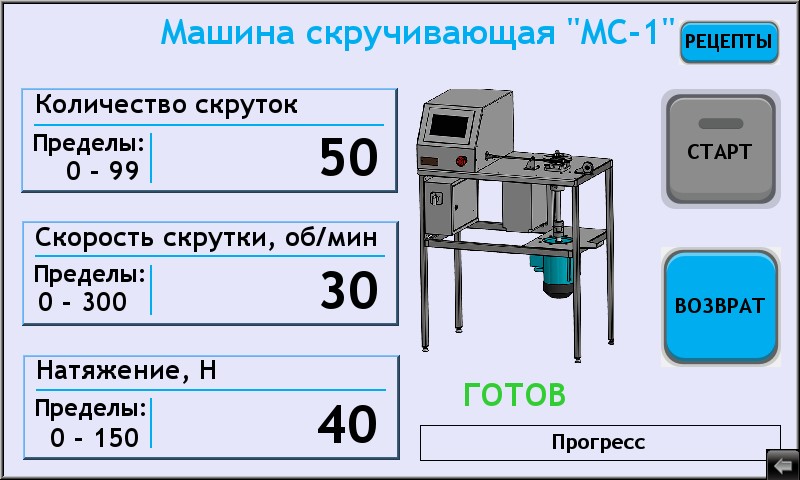 Машина скручивающая "МС-1"
РЕЦЕПТЫ
Количество скруток
Пределы:
0 - 99
50
СТАРТ
Скорость скрутки, об/мин
Пределы:
0 - 300
30
ВОЗВРАТ
Натяжение, Н
Пределы:
0 - 150
40
ГОТОВ
Прогресс